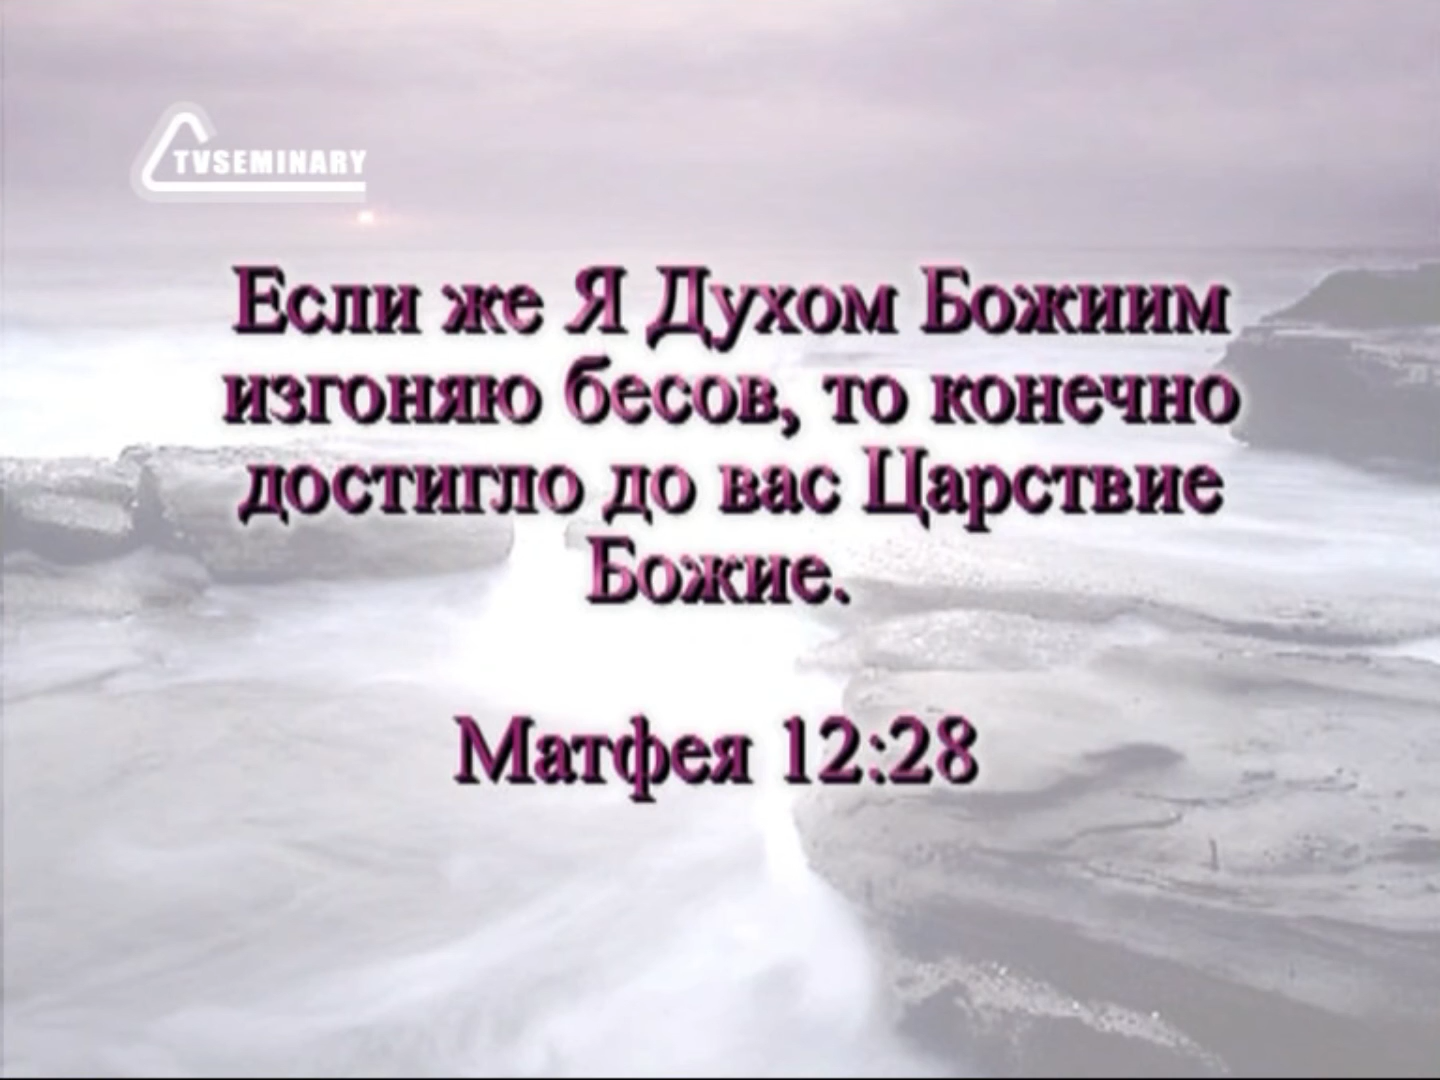 TVSEMINARY
Если же Я Духом Божиим
изгоняю бесов, то конечно
достигло до вас Царствие
Божие.
Матфея 12:28